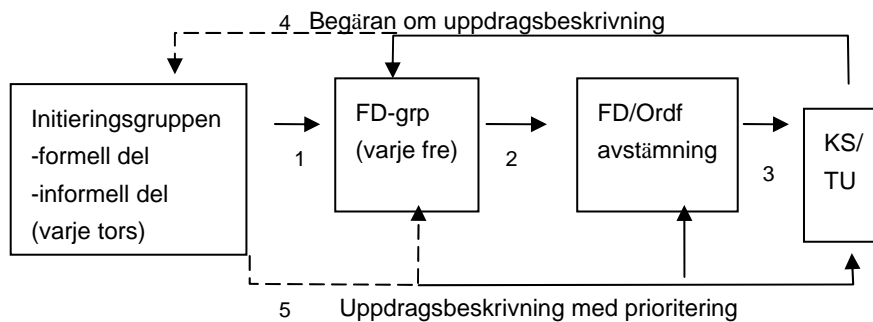 4 Begäran om uppdragsbeskrivning
Initieringsgruppen
-formell del
-informell del
(varje tors)
1
FD-grp
(varje fre)
2
FD/Ordf
avstämning
3
KS/
TU
5 Uppdragsbeskrivning med prioritering